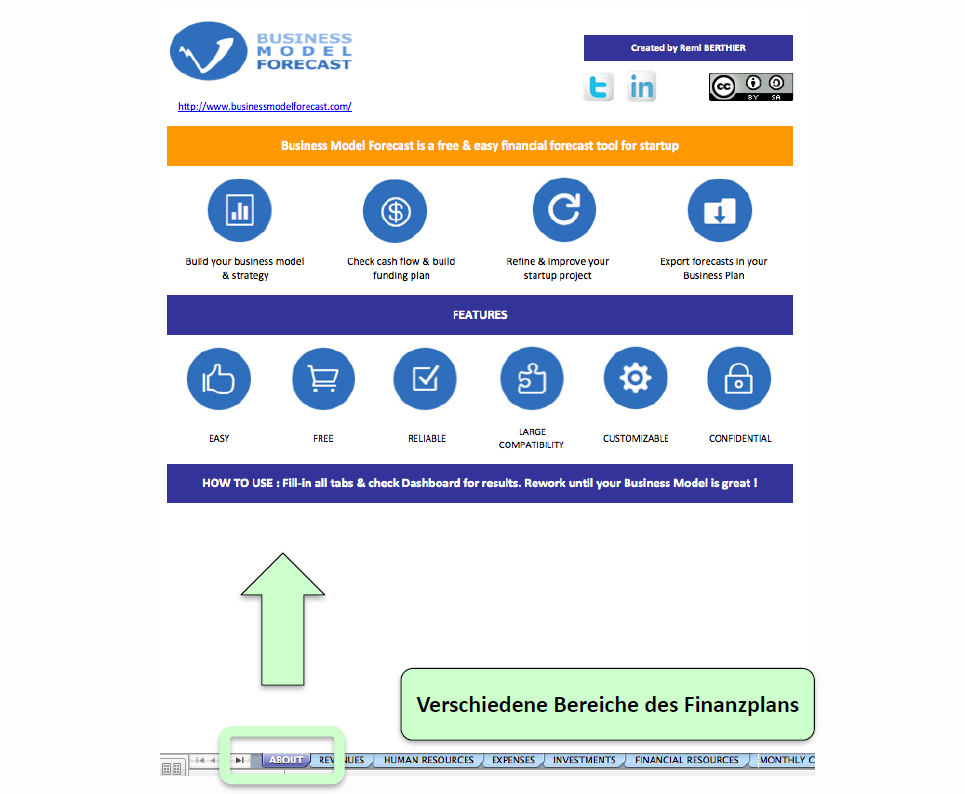 BUSINESS
MODEL
FORECAST
Created by Remi BERTHIER
http://www.businessmodelforecast.com/
cc
BY SA
Business Model Forecast is a free & easy financial forecast tool for startup
Build your business model
& strategy
Check cash flow & build
funding plan
Refine & improve your
startup project
Export forecasts in your
Business Plan
FEATURES
EASY
FREE
RELIABLE
LARGE
COMPATIBILITY
CUSTOMIZABLE
CONFIDENTIAL
HOW TO USE : Fill-in all tabs & check Dashboard for results. Rework until your Business Model is great !
Verschiedene Bereiche des Finanzplans
ABOUT REVENUES HUMAN RESOURCES EXPENSES INVESTMENTS FINANCIAL RESOURCES MONTHLY C